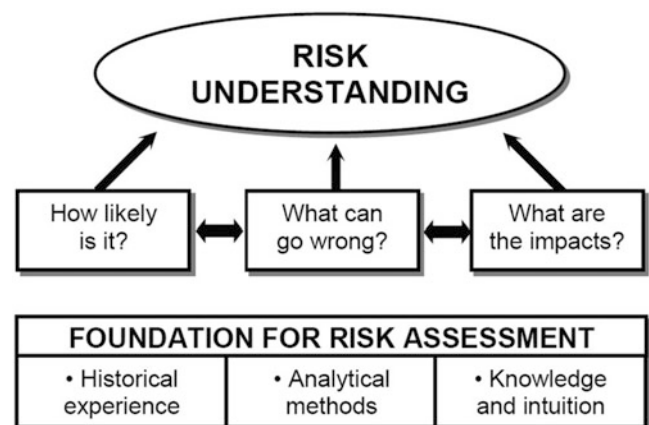 RISK
UNDERSTANDING
How likely
is it?
What can
go wrong?
What are
the impacts?
FOUNDATION FOR RISK ASSESSMENT
• Historical
experience
• Analytical
methods
• Knowledge
and intuition